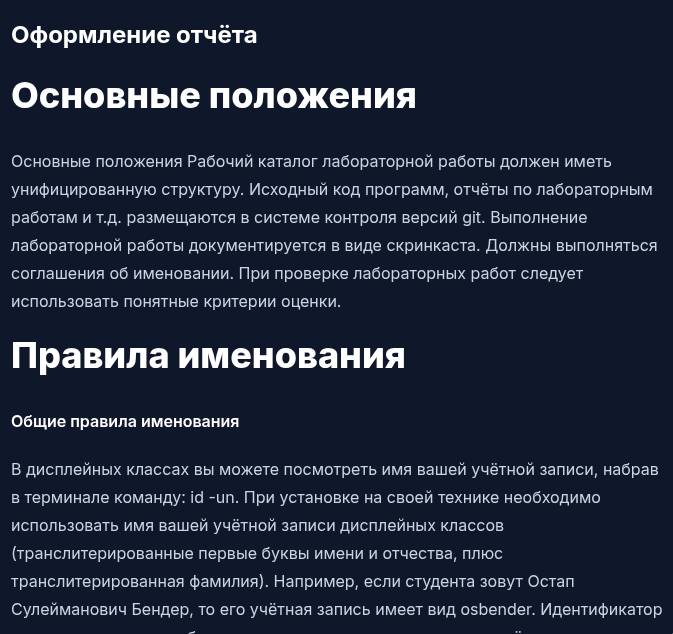 Оформление отчёта
Основные положения
Основные положения Рабочий каталог лабораторной работы должен иметь
унифицированную структуру. Исходный код программ, отчёты по лабораторным
работам и т.д. размещаются в системе контроля версий git. Выполнение
лабораторной работы документируется в виде скринкаста. Должны выполняться
соглашения об именовании. При проверке лабораторных работ следует
использовать понятные критерии оценки.
Правила именования
Общие правила именования
В дисплейных классах вы можете посмотреть имя вашей учётной записи, набрав
в терминале команду: id -un. При установке на своей технике необходимо
использовать имя вашей учётной записи дисплейных классов
(транслитерированные первые буквы имени и отчества, плюс
транслитерированная фамилия). Например, если студента зовут Остап
Сулейманович Бендер, то его учётная запись имеет вид osbender. Идентификатор